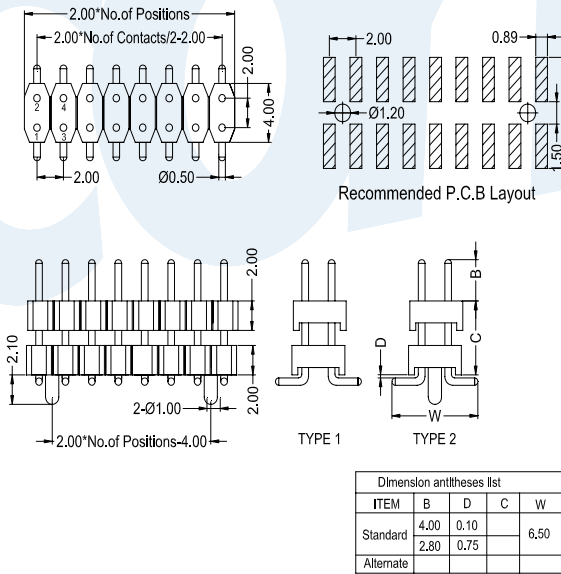 2.00*No.of Positions
2.00*No.of Contacts/2-2.00
2.00
4.00
2
4
1
3
2.00
Ø0.50
2.00
0.89
Ø1.20
1.50
Recommended P.C.B Layout
2.00
2.10
2.00
2-Ø1.00
2.00*No.of Positions-4.00
TYPE 1
B
C
D
W
TYPE 2
Dimension antitheses list
ITEM B D C W
Standard 4.00 0.10 6.50
2.80 0.75
Alternate